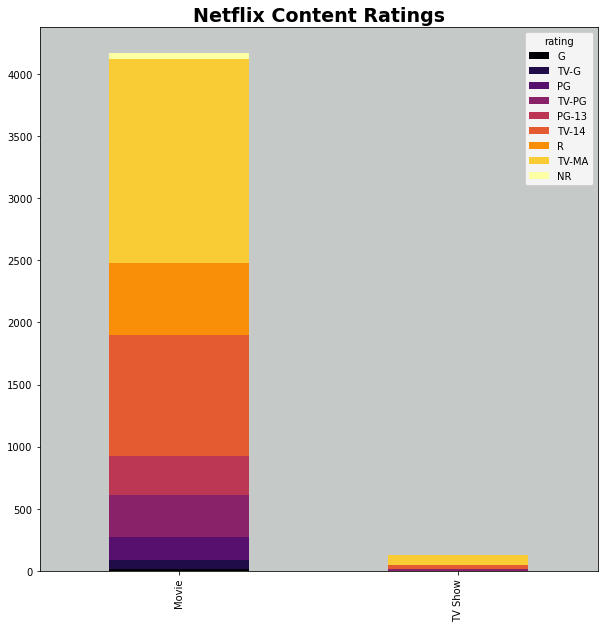 Netflix Content Ratings
rating
G
TV-G
PG
TV-PG
PG-13
TV-14
R
TV-MA
NR
4000
3500
3000
2500
2000
1500
1000
500
0
Movie
TV Show